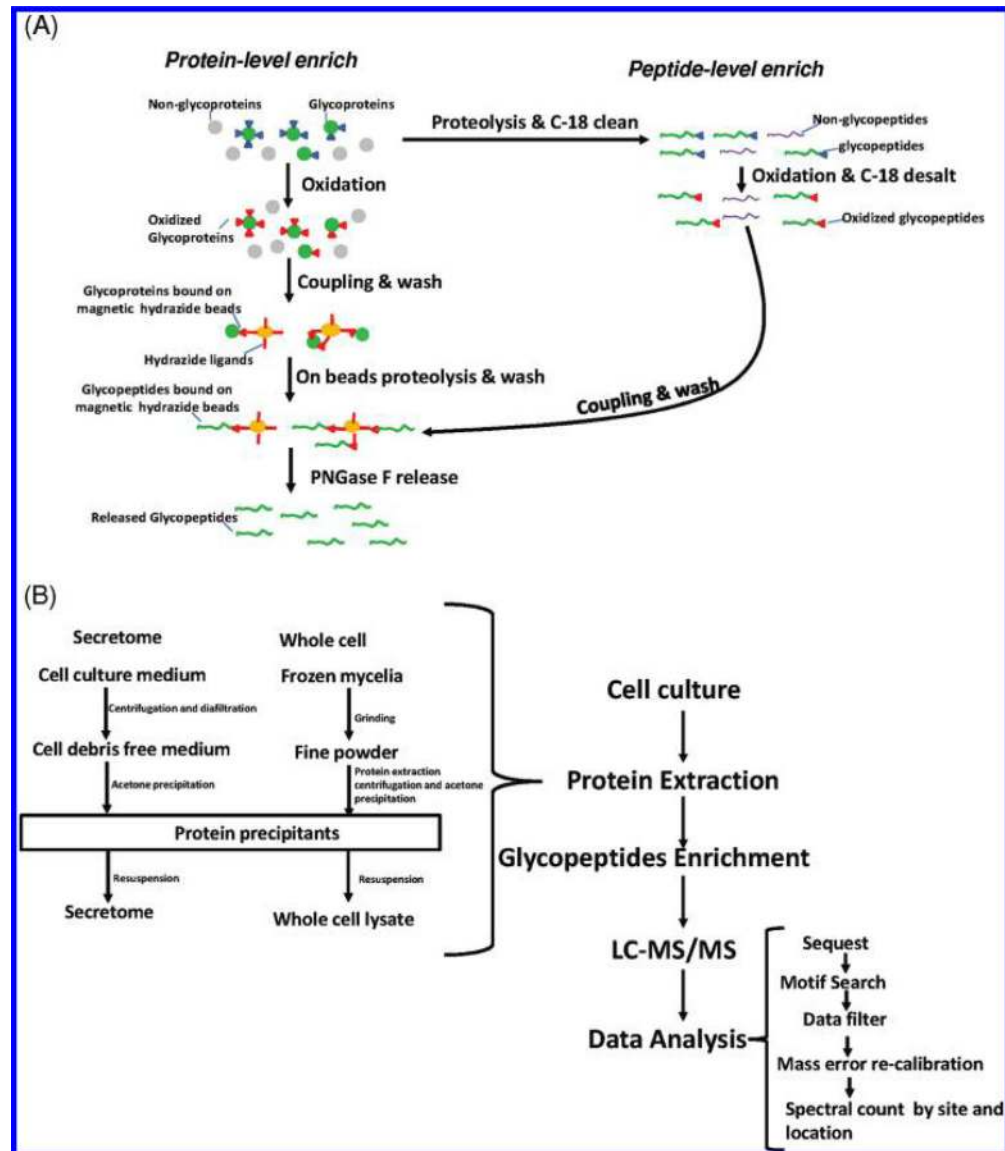 (A)
Protein-level enrich
Peptide-level enrich
Non-glycoproteins
Glycoproteins
Proteolysis & C-18 clean
Non-glycopeptides
glycopeptides
Oxidation
Oxidation & C-18 desalt
Oxidized
Glycoproteins
Oxidized glycopeptides
Coupling & wash
Glycoproteins bound on
magnetic hydrazide beads
Hydrazide ligands
On beads proteolysis & wash
Glycopeptides bound on
magnetic hydrazide beads
Coupling & wash
PNGase F release
Released Glycopeptides
(B)
Secretome
Cell culture medium
Centrifugation and diafiltration
Cell debris free medium
Acetone precipitation
Whole cell
Frozen mycelia
Grinding
Fine powder
Protein extraction
centrifugation and acetone
precipitation
Protein precipitants
Resuspension
Secretome
Resuspension
Whole cell lysate
Cell culture
Protein Extraction
Glycopeptides Enrichment
LC-MS/MS
Data Analysis
Sequest
Motif Search
Data filter
Mass error re-calibration
Spectral count by site and
location